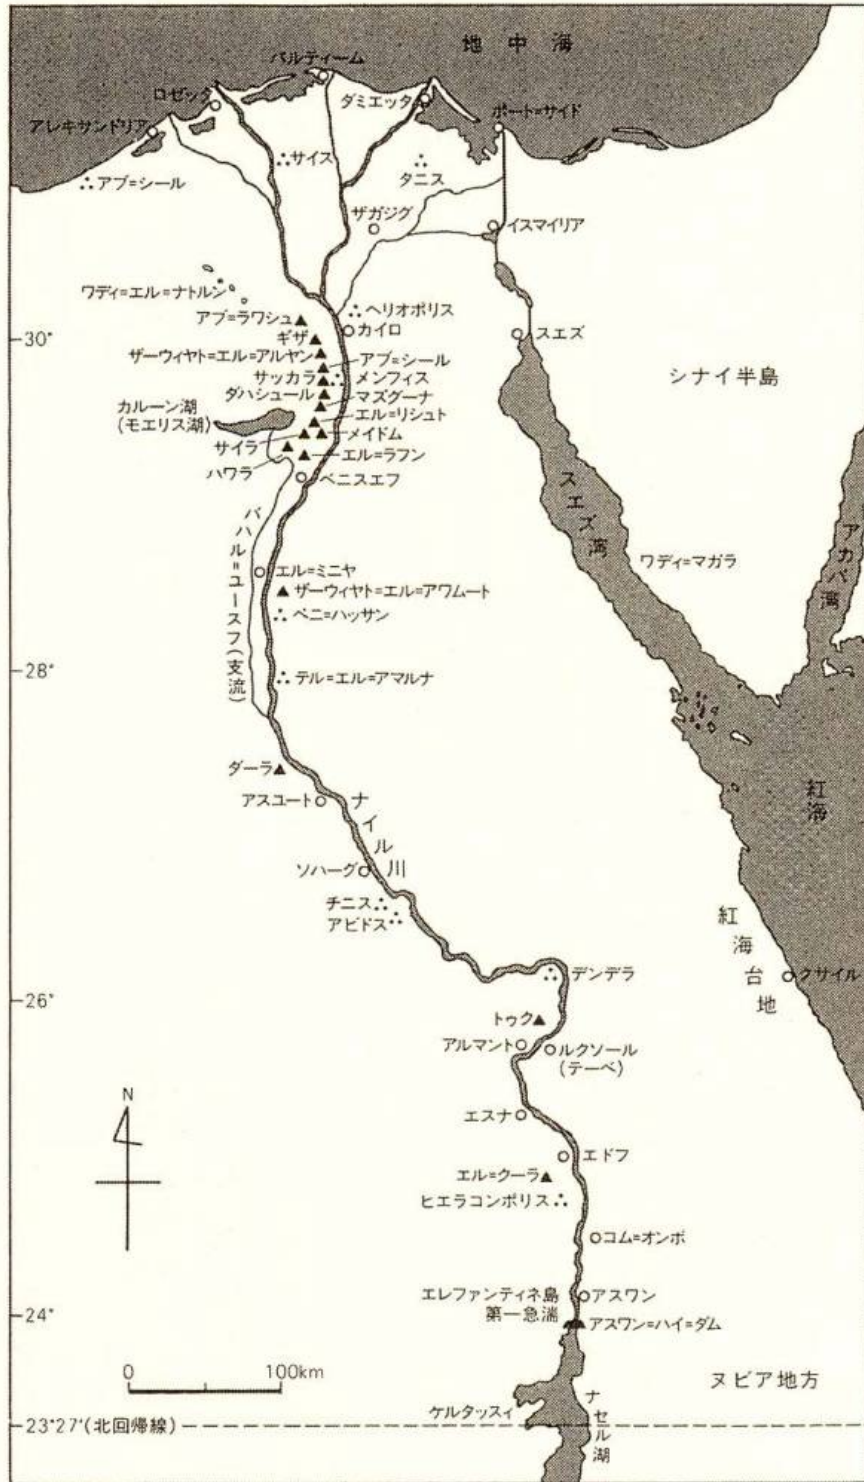 地中海
バルティーム
ロゼッタ
ダミエッタ
アレキサンドリア
ポート=サイド
サイス
タニス
アブ=シール
ザガジグ
イスマイリア
ワディ=エル=ナトルン
ヘリオポリス
アブ=ラワシュ
カイロ
30°
ギザ
スエズ
ザーウィヤト=エル=アルヤン
アブ=シール
サッカラ
メンフィス
シナイ半島
ダハシュール
マズグーナ
カルーン湖
(モエリス湖)
エル=リシュト
サイラ
メイドム
ハワラ
エル=ラフン
ベニスエフ
スエズ湾
アカバ湾
バハル=ユースフ(支流)
ワディ=マガラ
エル=ミニヤ
ザーウィヤト=エル=アワムート
ベニ=ハッサン
28°
テル=エル=アマルナ
ダーラ
アスユート
ナイル川
紅海
ソハーグ
チニス
アビドス
紅海台地
デンデラ
クサイル
26°
トゥク
アルマント
ルクソール
(テーベ)
N
エスナ
エドフ
エル=クーラ
ヒエラコンポリス
コム=オンボ
エレファンティネ島
アスワン
第一急湍
24°
アスワン=ハイ=ダム
0 100km
ヌビア地方
ケルタッスィ
ナセル湖
23°27′(北回帰線)